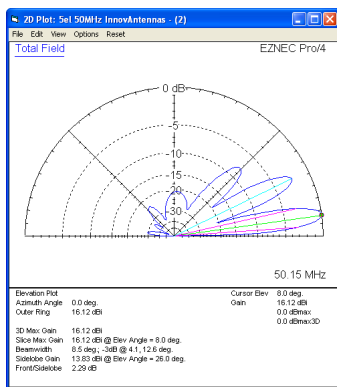 2D Plot: 5el 50MHz InnovAntennas - (2)
File Edit View Options Reset
Total Field
EZNEC Pro/4
0 dB
-5
-10
-15
-20
-30
50.15 MHz
Elevation Plot
Cursor Elev 8.0 deg.
Azimuth Angle 0.0 deg.
Gain 16.12 dBi
Outer Ring 16.12 dBi
0.0 dBmax
0.0 dBmax3D
3D Max Gain 16.12 dBi
Slice Max Gain 16.12 dBi @ Elev Angle = 8.0 deg.
Beamwidth 8.5 deg.; -3dB @ 4.1, 12.6 deg.
Sidelobe Gain 13.83 dBi @ Elev Angle = 26.0 deg.
Front/Sidelobe 2.29 dB